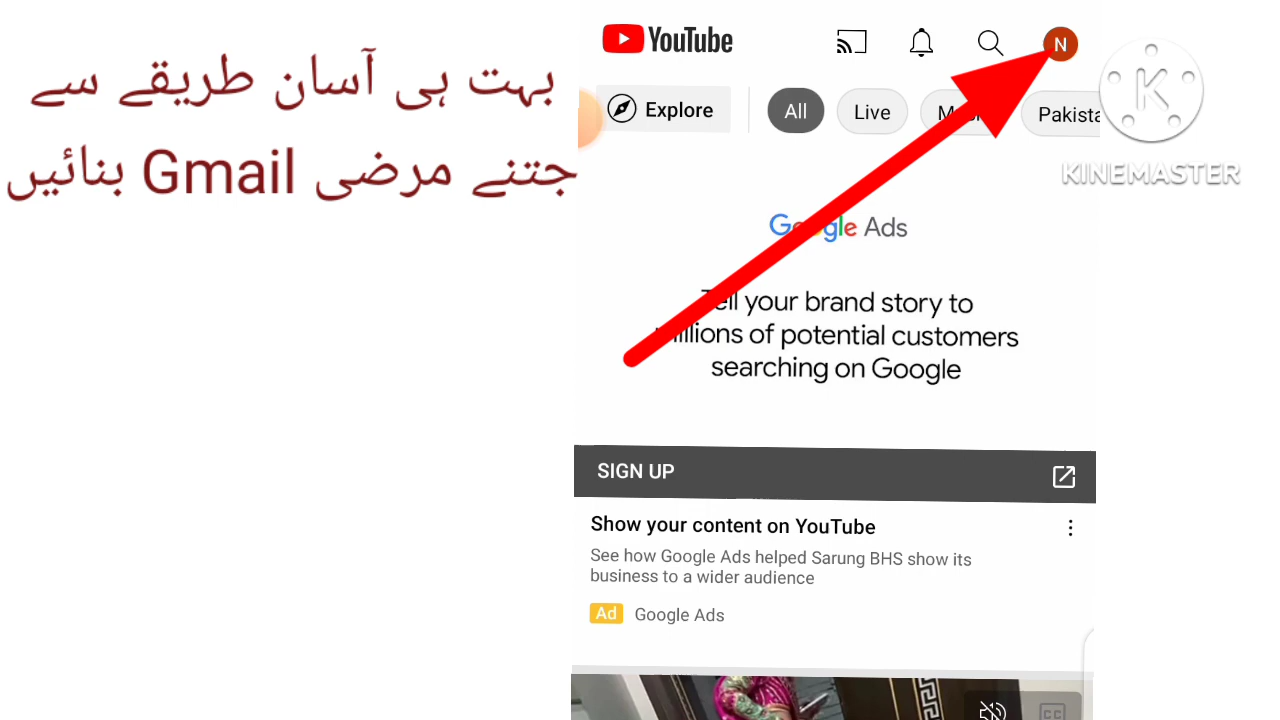 بہت ہی آسان طریقے سے
جتنے مرضی Gmail بنائیں
YouTube
N
K
KINEMASTER
Explore
All
Live
Google Ads
Tell your brand story to
millions of potential customers
searching on Google
SIGN UP
Show your content on YouTube
See how Google Ads helped Sarung BHS show its
business to a wider audience
Ad Google Ads
CC